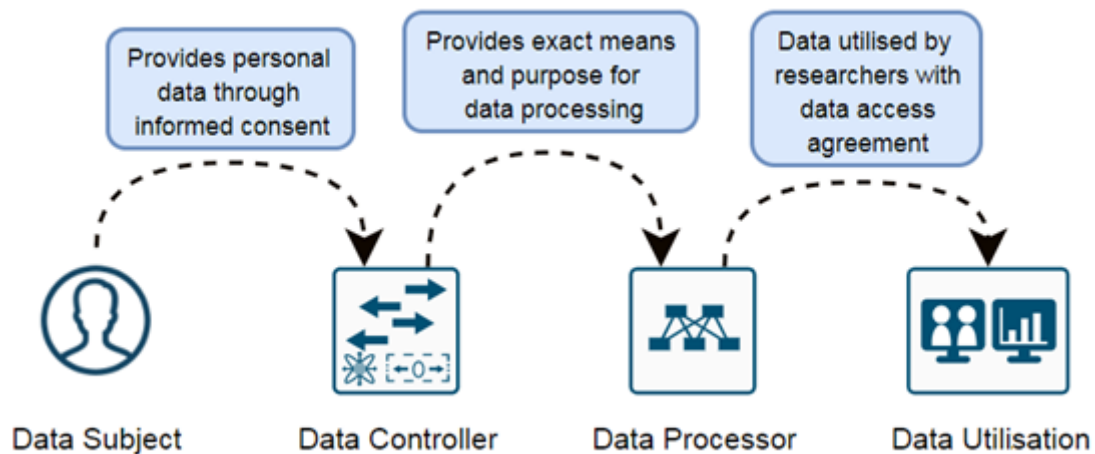 Provides personal
data through
informed consent
Provides exact means
and purpose for
data processing
Data utilised by
researchers with
data access
agreement
0
Data Subject
Data Controller
Data Processor
Data Utilisation